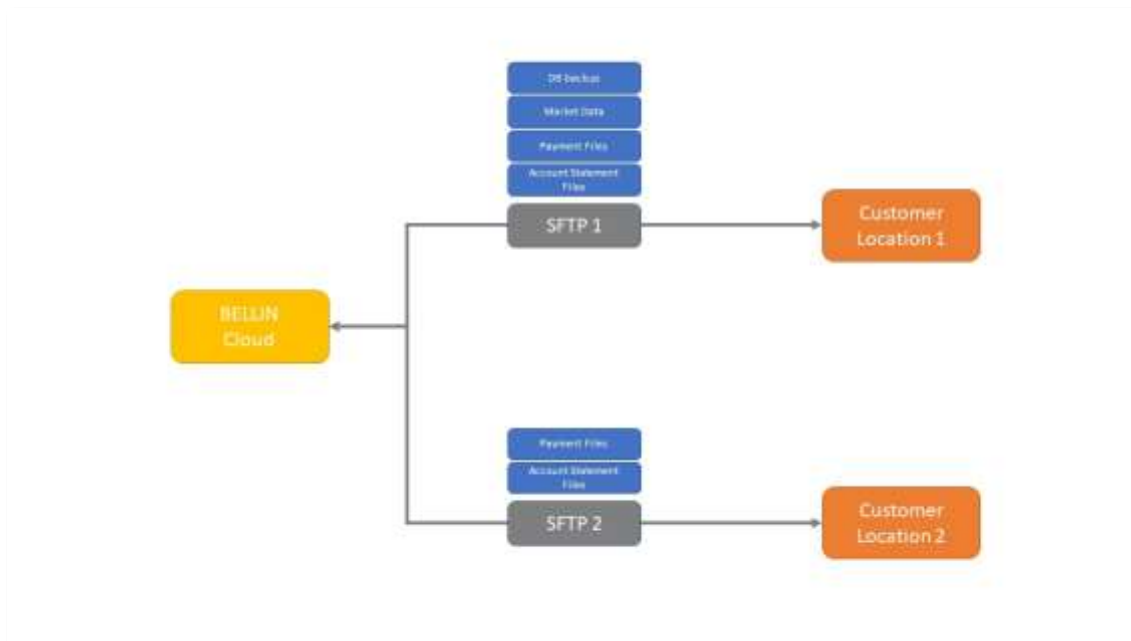 DB backup
Market Data
Payment Files
Account Statement
Files
SFTP 1
Customer
Location 1
BELLIN
Cloud
Payment Files
Account Statement
Files
SFTP 2
Customer
Location 2